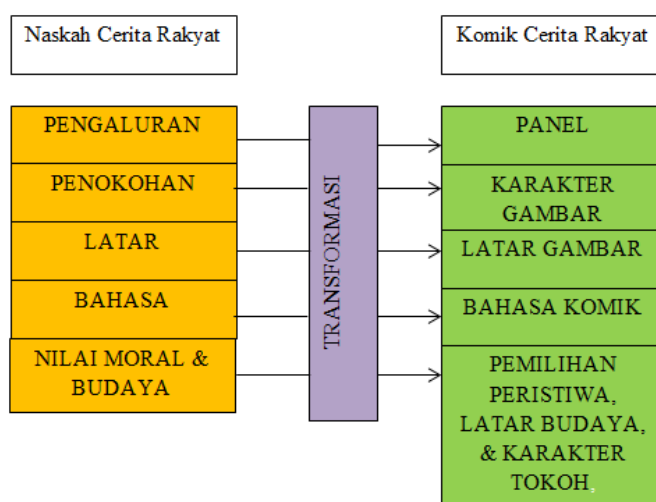 Naskah Cerita Rakyat
Komik Cerita Rakyat
PENGALURAN
PENOKOHAN
LATAR
BAHASA
NILAI MORAL &
BUDAYA
TRANSFORMASI
PANEL
KARAKTER
GAMBAR
LATAR GAMBAR
BAHASA KOMIK
PEMILIHAN
PERISTIWA,
LATAR BUDAYA,
& KARAKTER
TOKOH,